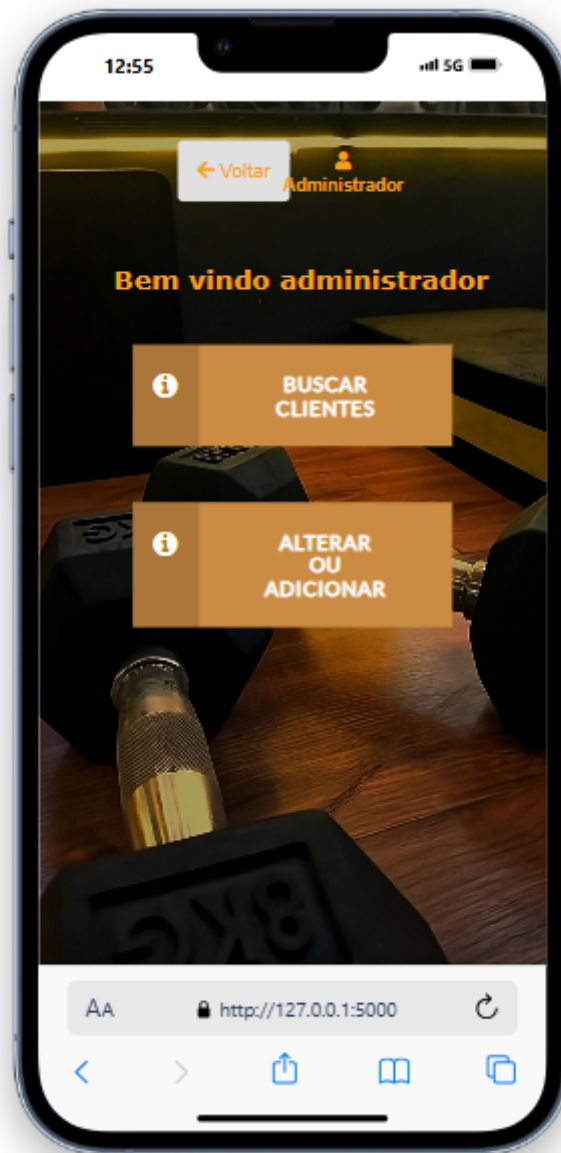 12:55
5G
Voltar
Administrador
Bem vindo administrador
BUSCAR
CLIENTES
ALTERAR
OU
ADICIONAR
8KG
AA
http://127.0.0.1:5000